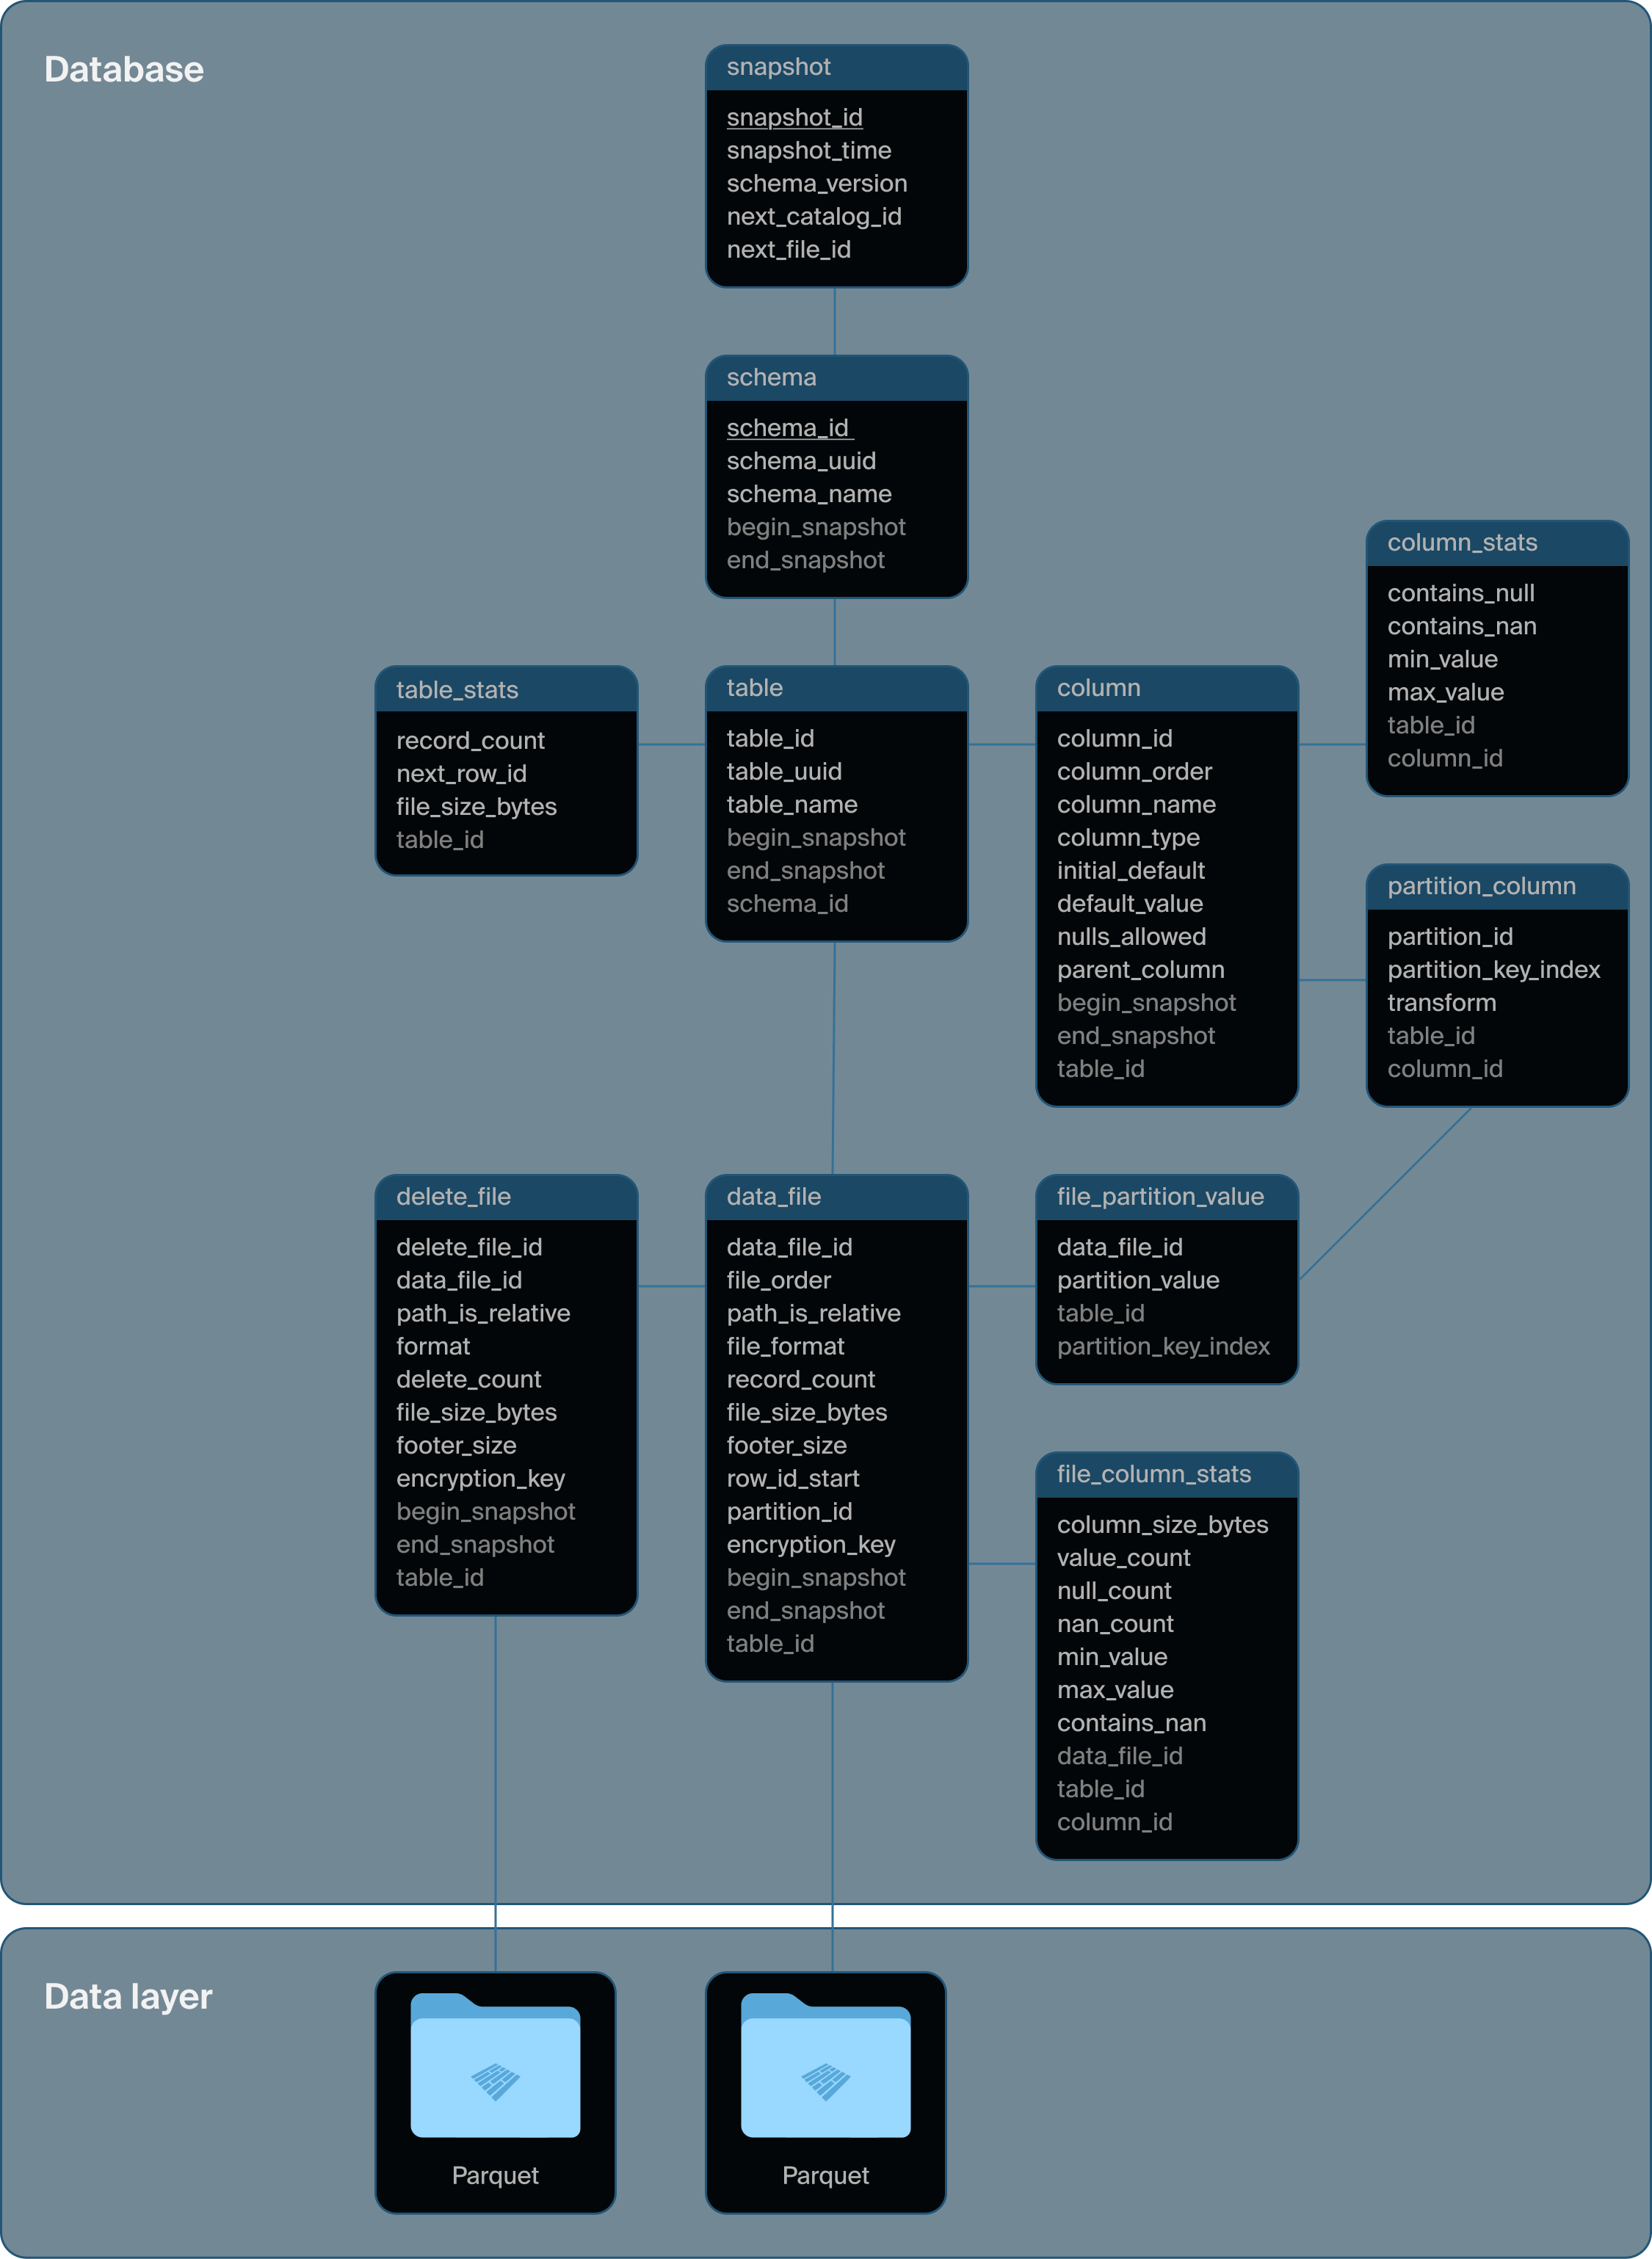 Database
snapshot
snapshot_id
snapshot_time
schema_version
next_catalog_id
next_file_id
schema
schema_id
schema_uuid
schema_name
begin_snapshot
end_snapshot
table_stats
record_count
next_row_id
file_size_bytes
table_id
table
table_id
table_uuid
table_name
begin_snapshot
end_snapshot
schema_id
column
column_id
column_order
column_name
column_type
initial_default
default_value
nulls_allowed
parent_column
begin_snapshot
end_snapshot
table_id
column_stats
contains_null
contains_nan
min_value
max_value
table_id
column_id
partition_column
partition_id
partition_key_index
transform
table_id
column_id
delete_file
delete_file_id
data_file_id
path_is_relative
format
delete_count
file_size_bytes
footer_size
encryption_key
begin_snapshot
end_snapshot
table_id
data_file
data_file_id
file_order
path_is_relative
file_format
record_count
file_size_bytes
footer_size
row_id_start
partition_id
encryption_key
begin_snapshot
end_snapshot
table_id
file_partition_value
data_file_id
partition_value
table_id
partition_key_index
file_column_stats
column_size_bytes
value_count
null_count
nan_count
min_value
max_value
contains_nan
data_file_id
table_id
column_id
Data layer
Parquet
Parquet